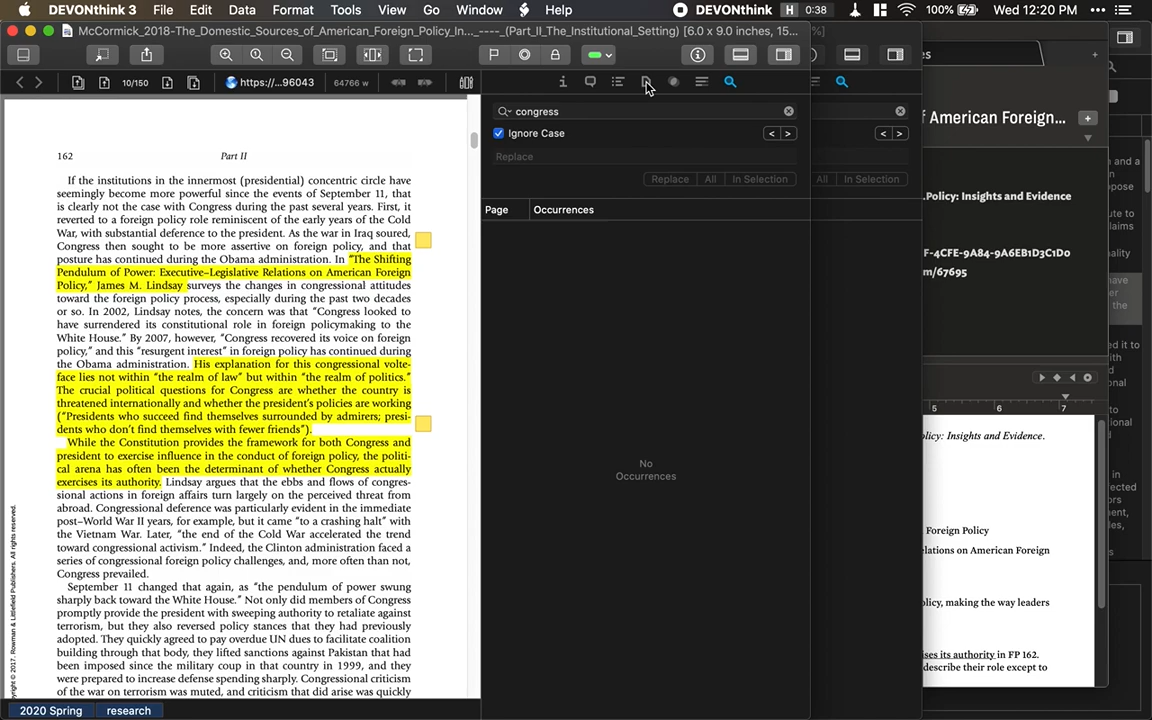 DEVONthink 3 File Edit Data Format Tools View Go Window Help DEVONthink H 0:38 100% Wed 12:20 PM
McCormick_2018-The_Domestic_Sources_of_American_Foreign_Policy_In..._----_(Part_II_The_Institutional_Setting) [6.0 x 9.0 inches, 15...
10/150 https://...96043 64766 w
162 Part II
If the institutions in the innermost (presidential) concentric circle have
seemingly become more powerful since the events of September 11, that
is clearly not the case with Congress during the past several years. First, it
reverted to a foreign policy role reminiscent of the early years of the Cold
War, with substantial deference to the president. As the war in Iraq soured,
Congress then sought to be more assertive on foreign policy, and that
posture has continued during the Obama administration. In “The Shifting
Pendulum of Power: Executive–Legislative Relations on American Foreign
Policy,” James M. Lindsay surveys the changes in congressional attitudes
toward the foreign policy process, especially during the past two decades
or so. In 2002, Lindsay notes, the concern was that “Congress looked to
have surrendered its constitutional role in foreign policymaking to the
White House.” By 2007, however, “Congress recovered its voice on foreign
policy,” and this “resurgent interest” in foreign policy has continued during
the Obama administration. His explanation for this congressional volte-
face lies not within “the realm of law” but within “the realm of politics.”
The crucial political questions for Congress are whether the country is
threatened internationally and whether the president’s policies are working
(“Presidents who succeed find themselves surrounded by admirers; presi-
dents who don’t find themselves with fewer friends”).
While the Constitution provides the framework for both Congress and
president to exercise influence in the conduct of foreign policy, the politi-
cal arena has often been the determinant of whether Congress actually
exercises its authority. Lindsay argues that the ebbs and flows of congres-
sional actions in foreign affairs turn largely on the perceived threat from
abroad. Congressional deference was particularly evident in the immediate
post–World War II years, for example, but it came “to a crashing halt” with
the Vietnam War. Later, “the end of the Cold War accelerated the trend
toward congressional activism.” Indeed, the Clinton administration faced a
series of congressional foreign policy challenges, and, more often than not,
Congress prevailed.
September 11 changed that again, as “the pendulum of power swung
sharply back toward the White House.” Not only did members of Congress
promptly provide the president with sweeping authority to retaliate against
terrorism, but they also reversed policy stances that they had previously
adopted. They quickly agreed to pay overdue UN dues to facilitate coalition
building through that body, they lifted sanctions against Pakistan that had
been imposed since the military coup in that country in 1999, and they
were prepared to increase defense spending sharply. Congressional criticism
of the war on terrorism was muted, and criticism that did arise was quickly
yright © 2017. Rowman & Littlefield Publishers. All rights reserved.
2020 Spring research
congress
Ignore Case < >
Replace
Replace All In Selection
Page Occurrences
No
Occurrences
< >
All In Selection
es
f American Foreign...
.Policy: Insights and Evidence
F-4CFE-9A84-9A6EB1D3C1D0
m/67695
5 6 7
olicy: Insights and Evidence.
Foreign Policy
elations on American Foreign
olicy, making the way leaders
ises its authority in FP 162.
describe their role except to